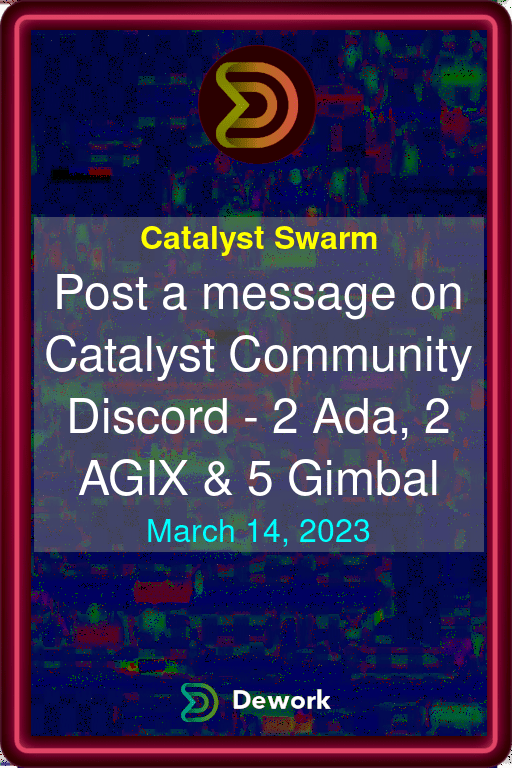 Catalyst Swarm
Post a message on
Catalyst Community
Discord - 2 Ada, 2
AGIX & 5 Gimbal
March 14, 2023
Dework